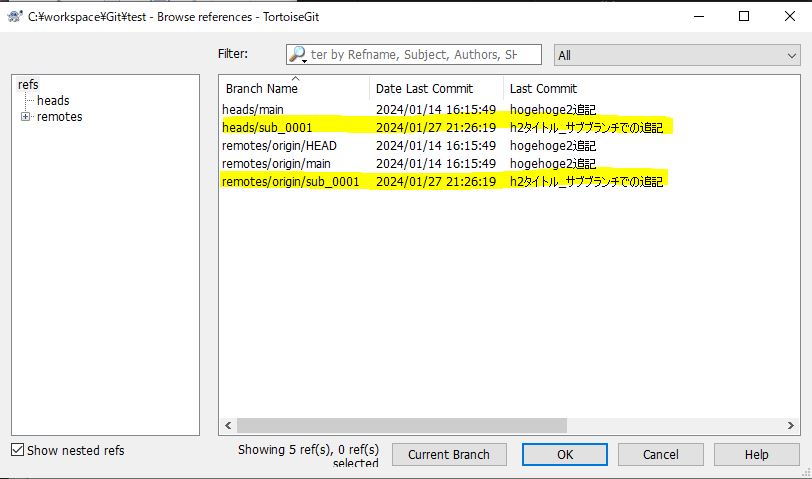 C:¥workspace¥Git¥test - Browse references - TortoiseGit
Filter:
ter by Refname, Subject, Authors, SH
All
refs
heads
remotes
Branch Name Date Last Commit Last Commit
heads/main 2024/01/14 16:15:49 hogehoge2追記
heads/sub_0001 2024/01/27 21:26:19 h2タイトル_サブブランチでの追記
remotes/origin/HEAD 2024/01/14 16:15:49 hogehoge2追記
remotes/origin/main 2024/01/14 16:15:49 hogehoge2追記
remotes/origin/sub_0001 2024/01/27 21:26:19 h2タイトル_サブブランチでの追記
Show nested refs
Showing 5 ref(s), 0 ref(s)
selected
Current Branch
OK
Cancel
Help